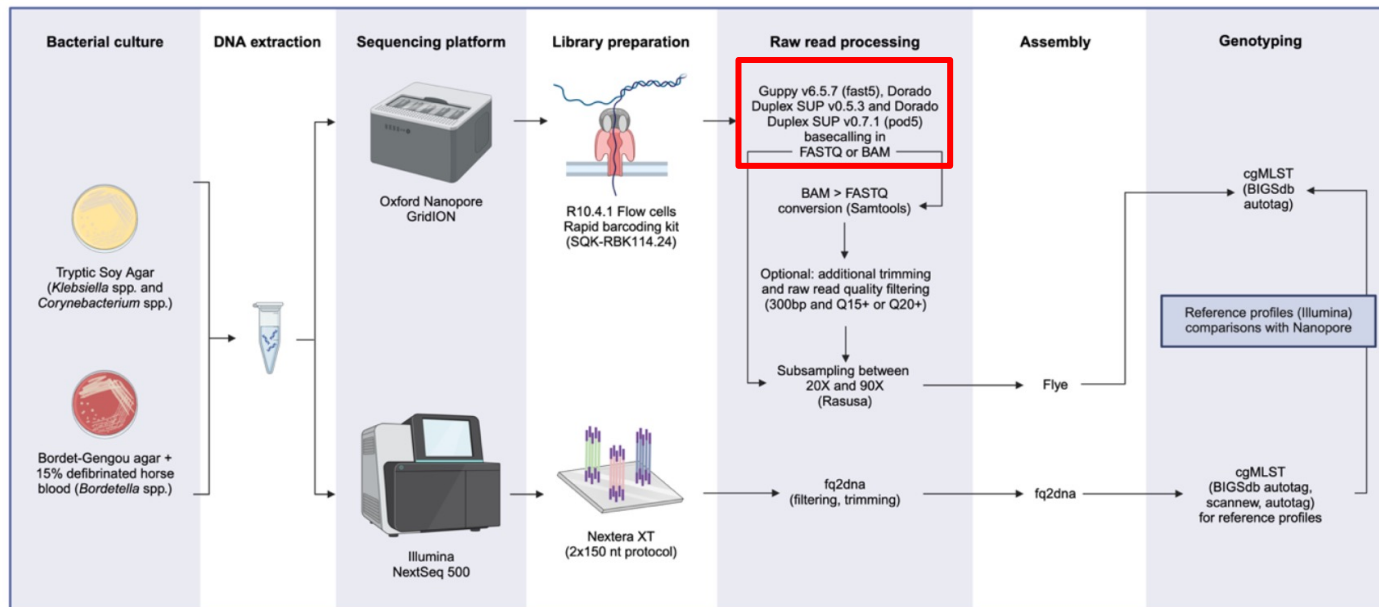 Bacterial culture
DNA extraction
Sequencing platform
Library preparation
Raw read processing
Assembly
Genotyping
Tryptic Soy Agar
(Klebsiella spp. and
Corynebacterium spp.)
Bordet-Gengou agar +
15% defibrinated horse
blood (Bordetella spp.)
Oxford Nanopore
GridION
R10.4.1 Flow cells
Rapid barcoding kit
(SQK-RBK114.24)
Guppy v6.5.7 (fast5), Dorado
Duplex SUP v0.5.3 and Dorado
Duplex SUP v0.7.1 (pod5)
basecalling in
FASTQ or BAM
BAM > FASTQ
conversion (Samtools)
Optional: additional trimming
and raw read quality filtering
(300bp and Q15+ or Q20+)
Subsampling between
20X and 90X
(Rasusa)
Flye
cgMLST
(BIGSdb
autotag)
Reference profiles (Illumina)
comparisons with Nanopore
Illumina
NextSeq 500
Nextera XT
(2x150 nt protocol)
fq2dna
(filtering, trimming)
fq2dna
cgMLST
(BIGSdb autotag,
scannew, autotag)
for reference profiles